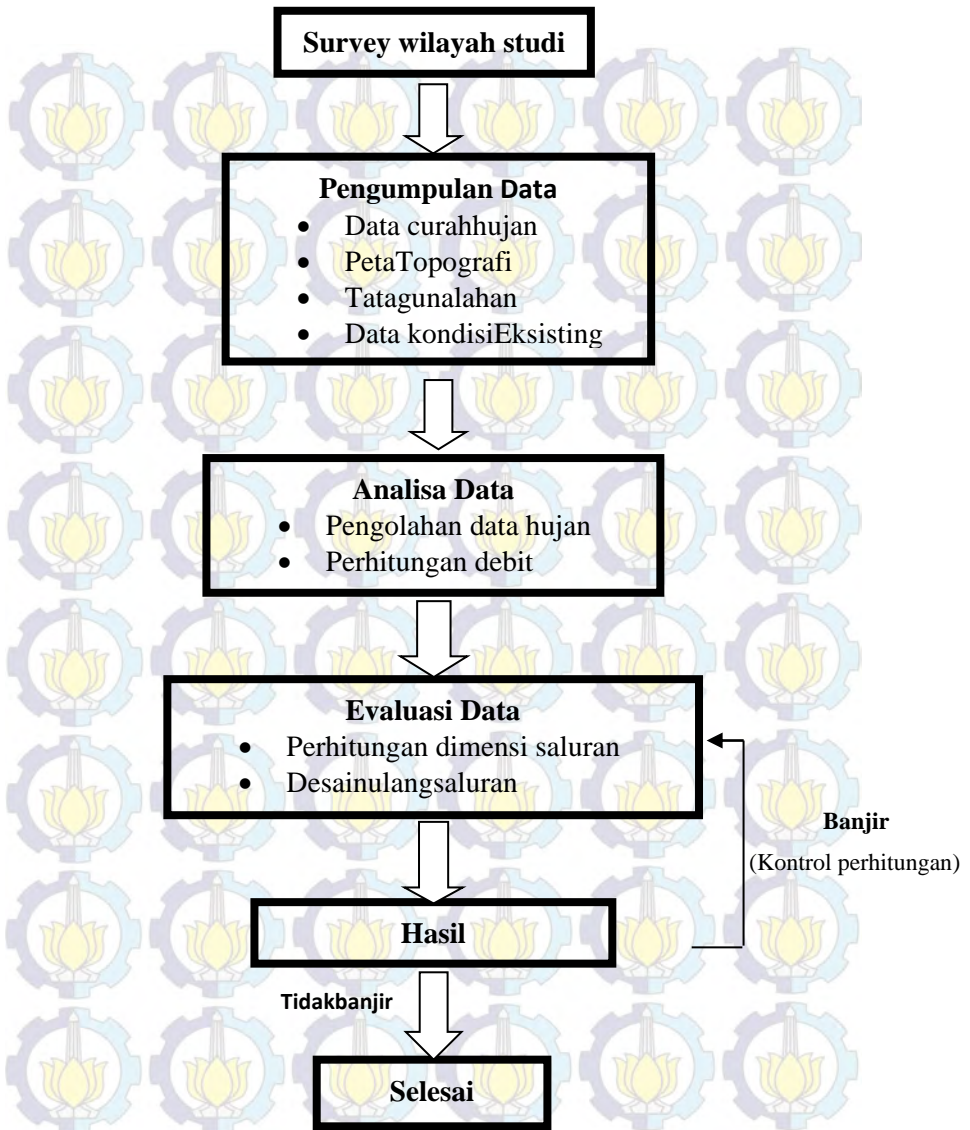 Survey wilayah studi
Pengumpulan Data
• Data curahhujan
• PetaTopografi
• Tatagunalahan
• Data kondisiEksisting
Analisa Data
• Pengolahan data hujan
• Perhitungan debit
Evaluasi Data
• Perhitungan dimensi saluran
• Desainulangsaluran
Banjir
(Kontrol perhitungan)
Hasil
Tidakbanjir
Selesai